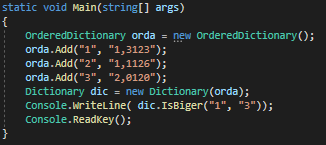 static void Main(string[] args)
{
OrderedDictionary orda = new OrderedDictionary();
orda.Add("1", "1,3123");
orda.Add("2", "1,1126");
orda.Add("3", "2,0120");
Dictionary dic = new Dictionary(orda);
Console.WriteLine( dic.IsBiger("1", "3"));
Console.ReadKey();
}